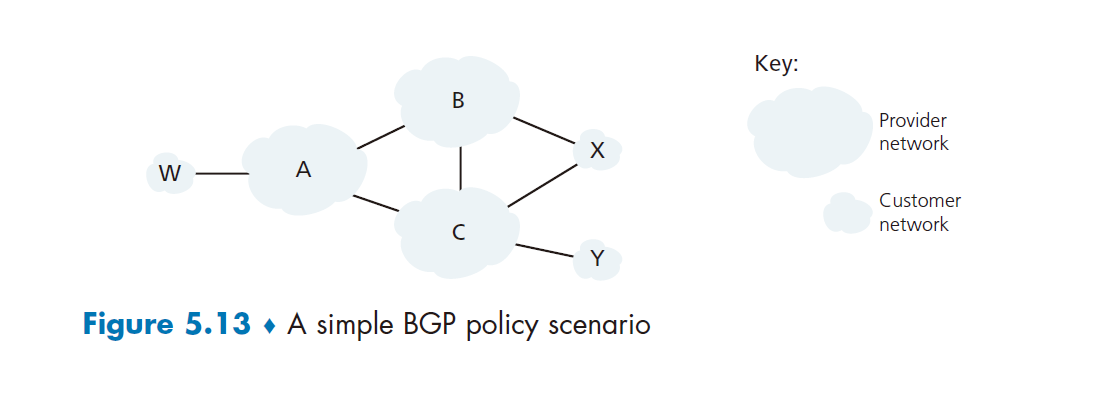 B
A
W
X
C
Y
Key:
Provider
network
Customer
network
Figure 5.13 ♦ A simple BGP policy scenario